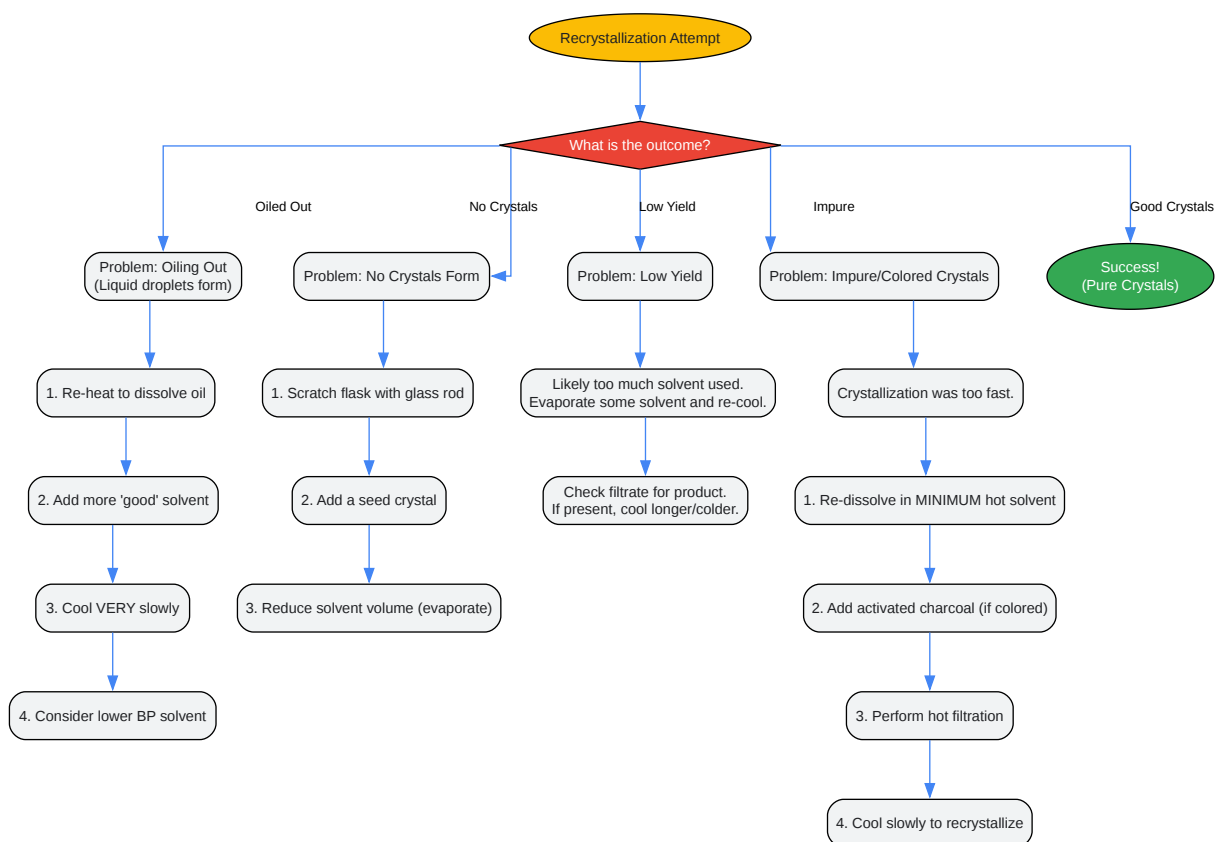 Recrystallization Attempt
What is the outcome?
Oiled Out
No Crystals
Low Yield
Impure
Good Crystals
Problem: Oiling Out
(Liquid droplets form)
Problem: No Crystals Form
Problem: Low Yield
Problem: Impure/Colored Crystals
Success!
(Pure Crystals)
1. Re-heat to dissolve oil
1. Scratch flask with glass rod
Likely too much solvent used.
Evaporate some solvent and re-cool.
Crystallization was too fast.
2. Add more 'good' solvent
2. Add a seed crystal
Check filtrate for product.
If present, cool longer/colder.
1. Re-dissolve in MINIMUM hot solvent
3. Cool VERY slowly
3. Reduce solvent volume (evaporate)
2. Add activated charcoal (if colored)
4. Consider lower BP solvent
3. Perform hot filtration
4. Cool slowly to recrystallize